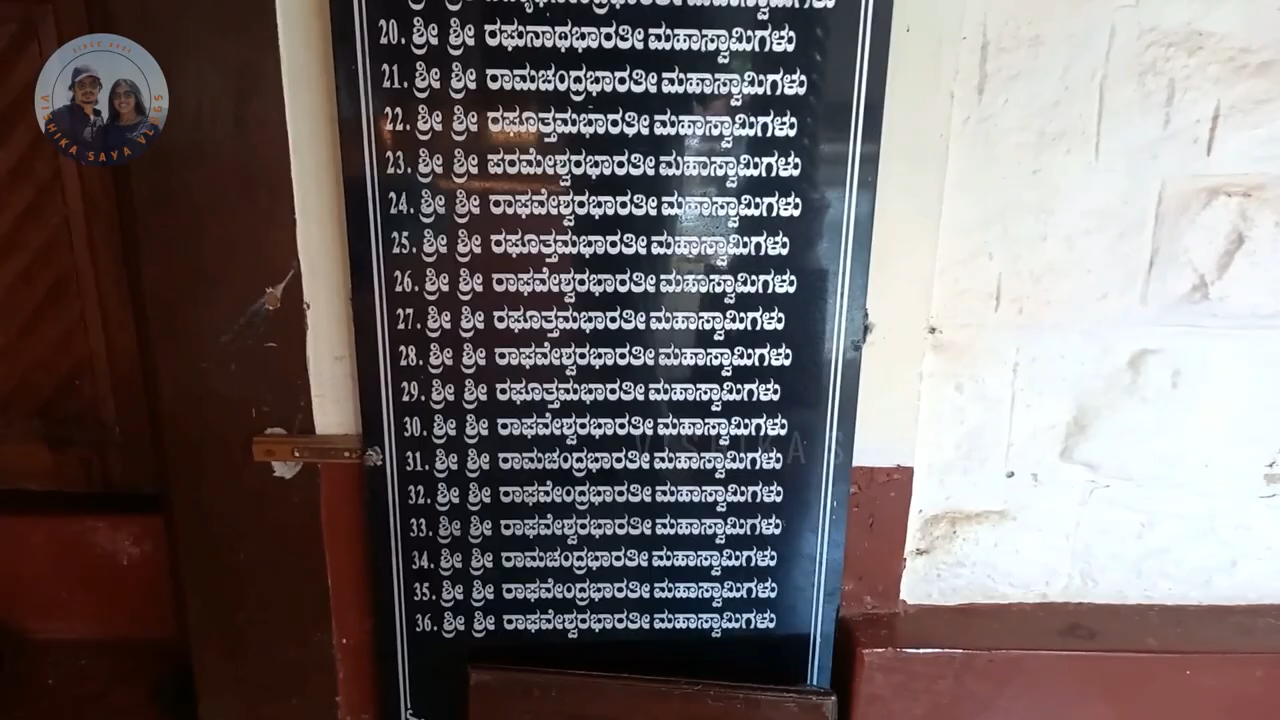 20. ಶ್ರೀ ಶ್ರೀ ರಘುನಾಥಭಾರತೀ ಮಹಾಸ್ವಾಮಿಗಳು
21. ಶ್ರೀ ಶ್ರೀ ರಾಮಚಂದ್ರಭಾರತೀ ಮಹಾಸ್ವಾಮಿಗಳು
22. ಶ್ರೀ ಶ್ರೀ ರಘೂತ್ತಮಭಾರತೀ ಮಹಾಸ್ವಾಮಿಗಳು
23. ಶ್ರೀ ಶ್ರೀ ಪರಮೇಶ್ವರಭಾರತೀ ಮಹಾಸ್ವಾಮಿಗಳು
24. ಶ್ರೀ ಶ್ರೀ ರಾಘವೇಶ್ವರಭಾರತೀ ಮಹಾಸ್ವಾಮಿಗಳು
25. ಶ್ರೀ ಶ್ರೀ ರಘೂತ್ತಮಭಾರತೀ ಮಹಾಸ್ವಾಮಿಗಳು
26. ಶ್ರೀ ಶ್ರೀ ರಾಘವೇಶ್ವರಭಾರತೀ ಮಹಾಸ್ವಾಮಿಗಳು
27. ಶ್ರೀ ಶ್ರೀ ರಘೂತ್ತಮಭಾರತೀ ಮಹಾಸ್ವಾಮಿಗಳು
28. ಶ್ರೀ ಶ್ರೀ ರಾಘವೇಶ್ವರಭಾರತೀ ಮಹಾಸ್ವಾಮಿಗಳು
29. ಶ್ರೀ ಶ್ರೀ ರಘೂತ್ತಮಭಾರತೀ ಮಹಾಸ್ವಾಮಿಗಳು
30. ಶ್ರೀ ಶ್ರೀ ರಾಘವೇಶ್ವರಭಾರತೀ ಮಹಾಸ್ವಾಮಿಗಳು
31. ಶ್ರೀ ಶ್ರೀ ರಾಮಚಂದ್ರಭಾರತೀ ಮಹಾಸ್ವಾಮಿಗಳು
32. ಶ್ರೀ ಶ್ರೀ ರಾಘವೇಂದ್ರಭಾರತೀ ಮಹಾಸ್ವಾಮಿಗಳು
33. ಶ್ರೀ ಶ್ರೀ ರಾಘವೇಶ್ವರಭಾರತೀ ಮಹಾಸ್ವಾಮಿಗಳು
34. ಶ್ರೀ ಶ್ರೀ ರಾಮಚಂದ್ರಭಾರತೀ ಮಹಾಸ್ವಾಮಿಗಳು
35. ಶ್ರೀ ಶ್ರೀ ರಾಘವೇಂದ್ರಭಾರತೀ ಮಹಾಸ್ವಾಮಿಗಳು
36. ಶ್ರೀ ಶ್ರೀ ರಾಘವೇಶ್ವರಭಾರತೀ ಮಹಾಸ್ವಾಮಿಗಳು
VISHIKA SAYA VLOGS
VISHIKA S